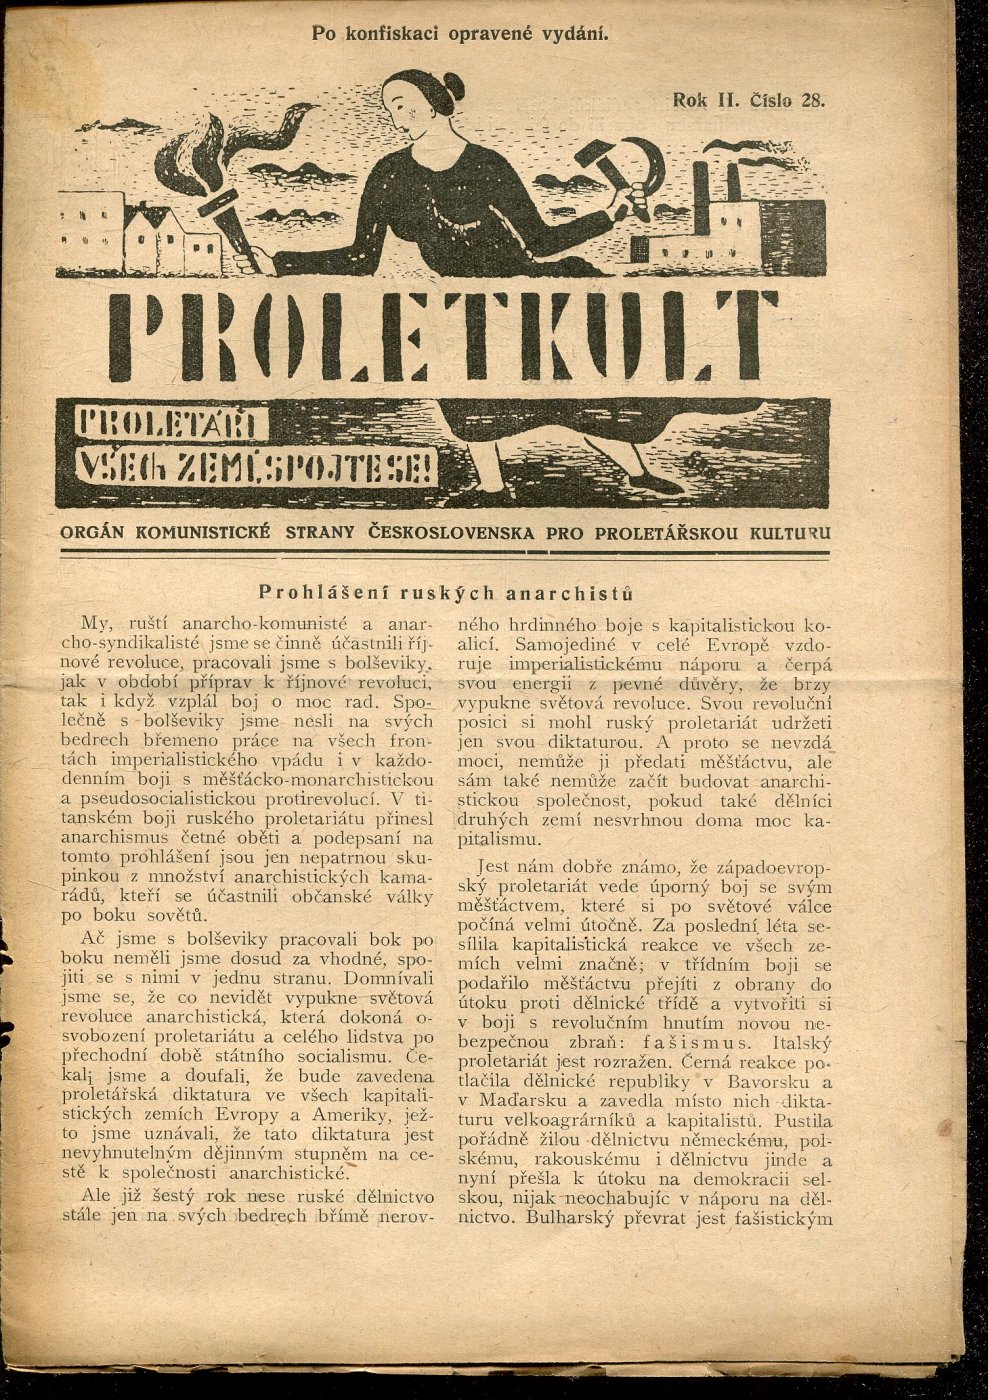 Po konfiskaci opravené vydání.
Rok II. Číslo 28.
PROLETKULT
PROLETÁŘI
VŠECH ZEMÍ, SPOJTE SE!
ORGÁN KOMUNISTICKÉ STRANY ČESKOSLOVENSKA PRO PROLETÁŘSKOU KULTURU
Prohlášení ruských anarchistů
My, ruští anarcho-komunisté a anar-
cho-syndikalisté jsme se činně účastnili říj-
nové revoluce, pracovali jsme s bolševiky,
jak v období příprav k říjnové revoluci,
tak i když vzplál boj o moc rad. Spo-
lečně s bolševiky jsme nesli na svých
bedrech břemeno práce na všech fron-
tách imperialistického vpádu i v každo-
denním boji s měšťácko-monarchistickou
a pseudosocialistickou protirevolucí. V ti-
tanském boji ruského proletariátu přinesl
anarchismus četné oběti a podepsaní na
tomto prohlášení jsou jen nepatrnou sku-
pinkou z množství anarchistických kama-
rádů, kteří se účastnili občanské války
po boku sovětů.
Ač jsme s bolševiky pracovali bok po
boku neměli jsme dosud za vhodné, spo-
jiti se s nimi v jednu stranu. Domnívali
jsme se, že co nevidět vypukne světová
revoluce anarchistická, která dokoná o-
svobození proletariátu a celého lidstva po
přechodní době státního socialismu. Če-
kali jsme a doufali, že bude zavedena
proletářská diktatura ve všech kapitali-
stických zemích Evropy a Ameriky, jež-
to jsme uznávali, že tato diktatura jest
nevyhnutelným dějinným stupněm na ce-
stě k společnosti anarchistické.
Ale již šestý rok nese ruské dělnictvo
stále jen na svých bedrech břímě nerov-
ného hrdinného boje s kapitalistickou ko-
alicí. Samojediné v celé Evropě vzdo-
ruje imperialistickému náporu a čerpá
svou energii z pevné důvěry, že brzy
vypukne světová revoluce. Svou revoluční
posici si mohl ruský proletariát udržeti
jen svou diktaturou. A proto se nevzdá
moci, nemůže ji předati měšťáctvu, ale
sám také nemůže začít budovat anarchi-
stickou společnost, pokud také dělníci
druhých zemí nesvrhnou doma moc ka-
pitalismu.
Jest nám dobře známo, že západoevrop-
ský proletariát vede úporný boj se svým
měšťáctvem, které si po světové válce
počíná velmi útočně. Za poslední léta se-
sílila kapitalistická reakce ve všech ze-
mích velmi značně; v třídním boji se
podařilo měšťáctvu přejíti z obrany do
útoku proti dělnické třídě a vytvořiti si
v boji s revolučním hnutím novou ne-
bezpečnou zbraň: fašismus. Italský
proletariát jest rozražen. Černá reakce po-
tlačila dělnické republiky v Bavorsku a
v Maďarsku a zavedla místo nich dikta-
turu velkoagrárníků a kapitalistů. Pustila
pořádně žilou dělnictvu německému, pol-
skému, rakouskému i dělnictvu jinde a
nyní přešla k útoku na demokracii sel-
skou, nijak neochabujíc v náporu na děl-
nictvo. Bulharský převrat jest fašistickým